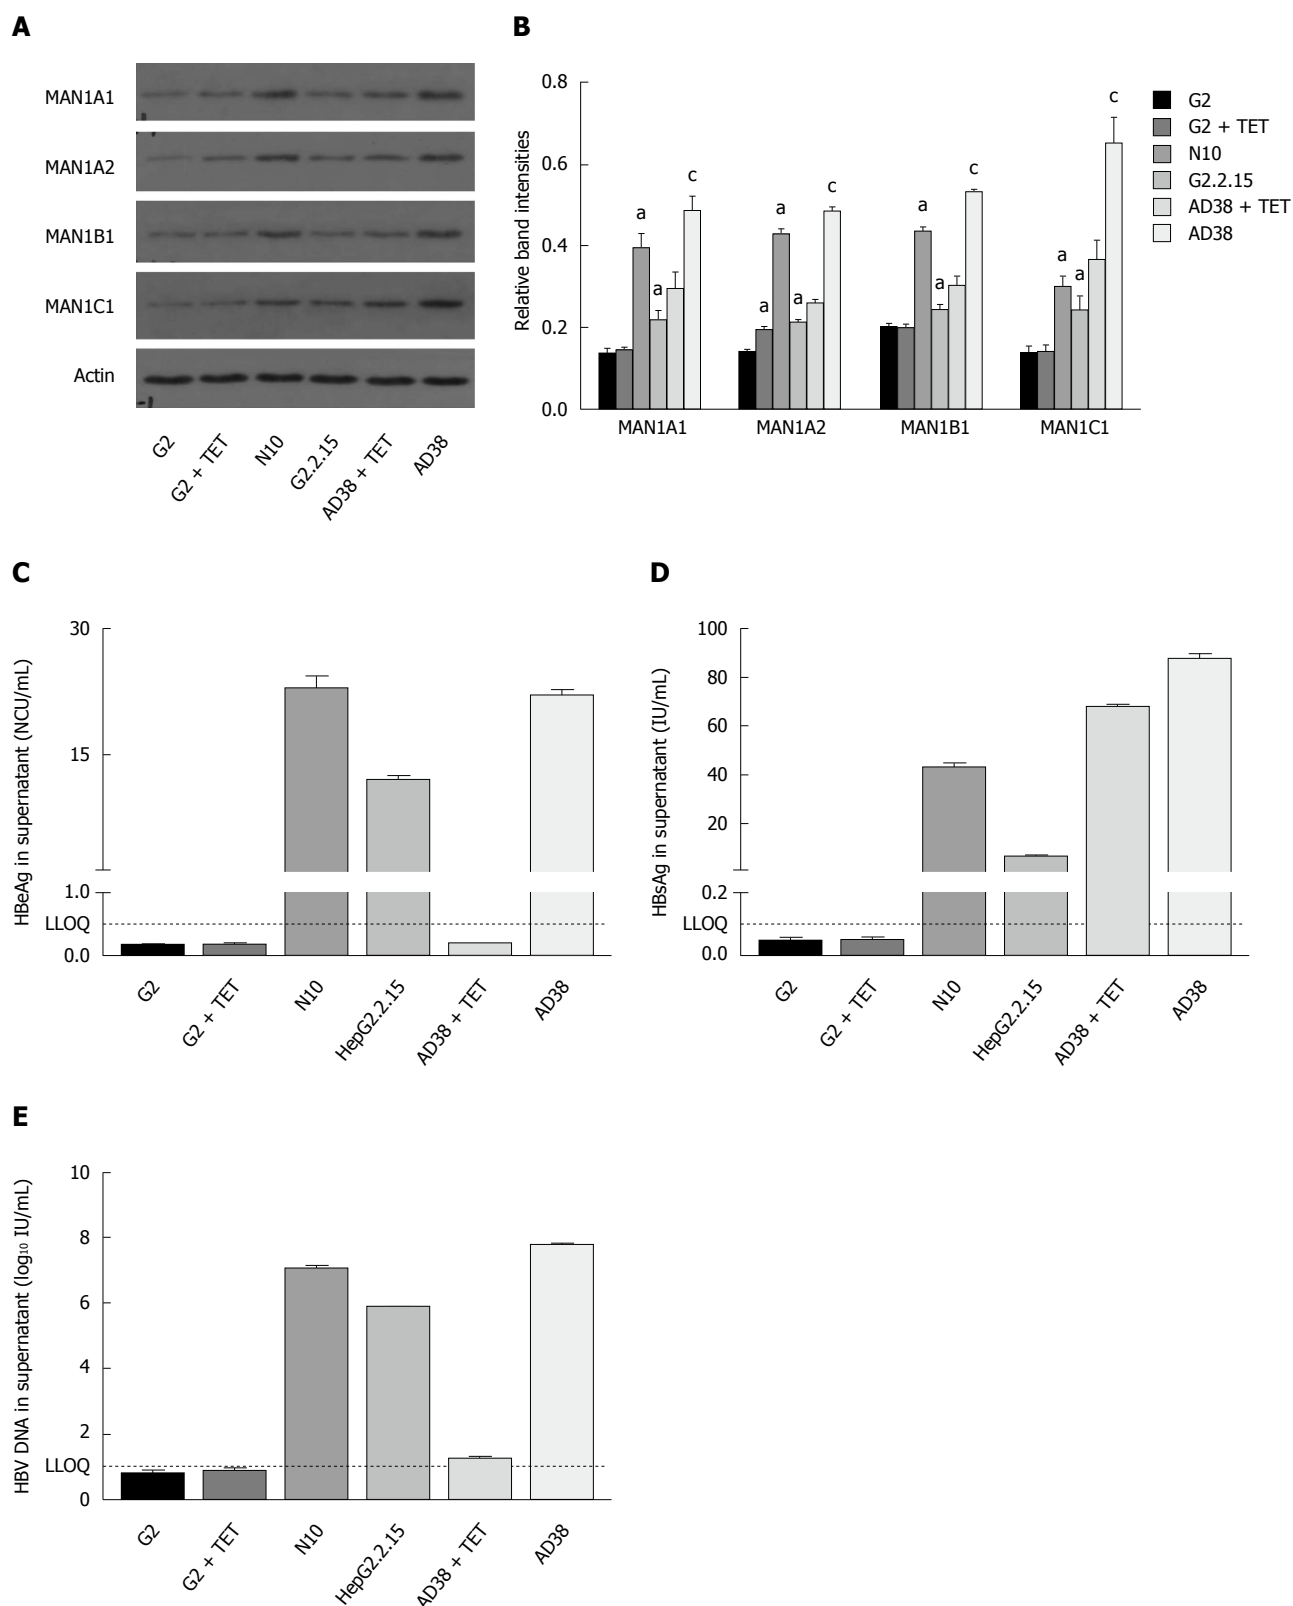 A
MAN1A1
MAN1A2
MAN1B1
MAN1C1
Actin
G2
G2 + TET
N10
G2.2.15
AD38 + TET
AD38
B
Relative band intensities
0.8
0.6
0.4
0.2
0.0
a
a
c
a
a
a
c
a
a
c
a
a
c
MAN1A1
MAN1A2
MAN1B1
MAN1C1
G2
G2 + TET
N10
G2.2.15
AD38 + TET
AD38
C
HBeAg in supernatant (NCU/mL)
30
15
1.0
LLOQ
0.0
G2
G2 + TET
N10
HepG2.2.15
AD38 + TET
AD38
D
HBsAg in supernatant (IU/mL)
100
80
60
40
20
0.2
LLOQ
0.0
G2
G2 + TET
N10
HepG2.2.15
AD38 + TET
AD38
E
HBV DNA in supernatant (log₁₀ IU/mL)
10
8
6
4
2
LLOQ
0
G2
G2 + TET
N10
HepG2.2.15
AD38 + TET
AD38